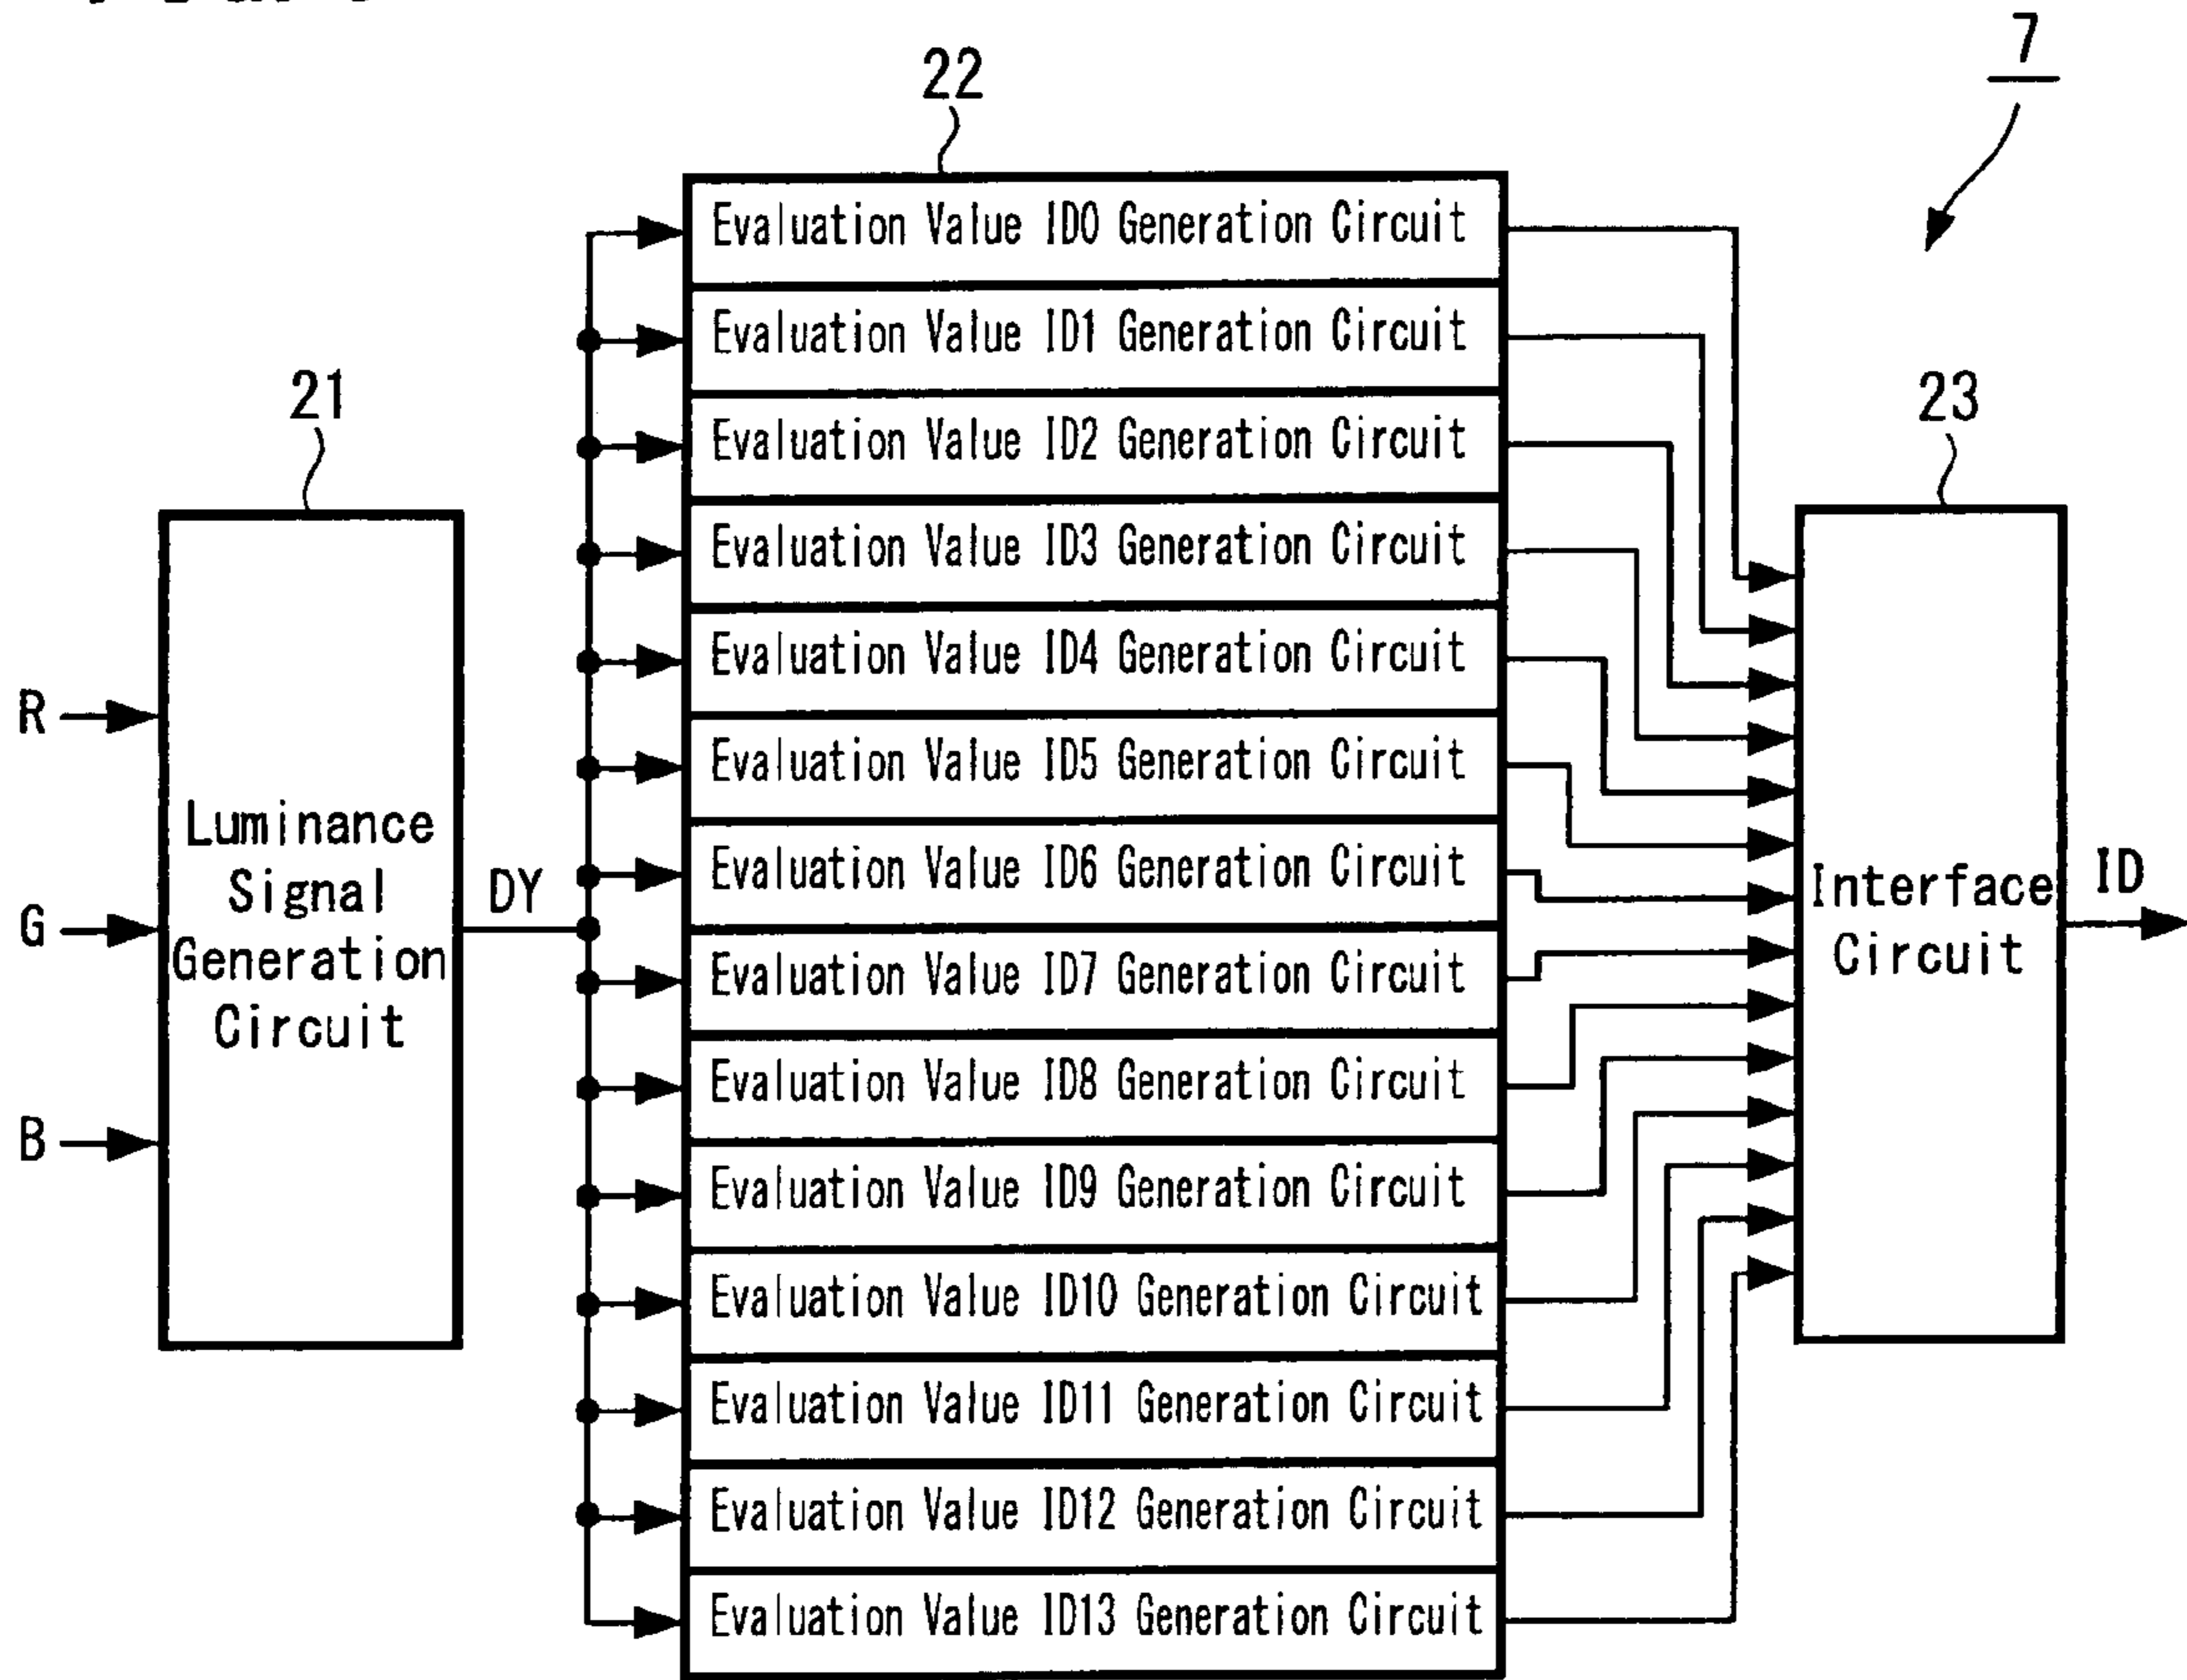 7
22
Evaluation Value ID0 Generation Circuit
Evaluation Value ID1 Generation Circuit
Evaluation Value ID2 Generation Circuit
Evaluation Value ID3 Generation Circuit
Evaluation Value ID4 Generation Circuit
Evaluation Value ID5 Generation Circuit
Evaluation Value ID6 Generation Circuit
Evaluation Value ID7 Generation Circuit
Evaluation Value ID8 Generation Circuit
Evaluation Value ID9 Generation Circuit
Evaluation Value ID10 Generation Circuit
Evaluation Value ID11 Generation Circuit
Evaluation Value ID12 Generation Circuit
Evaluation Value ID13 Generation Circuit
21
R
G
B
Luminance
Signal
Generation
Circuit
DY
23
Interface
Circuit
ID